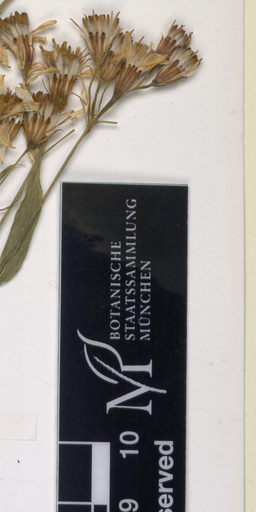 BOTANISCHE
STAATSSAMMLUNG
MÜNCHEN
9 10
served